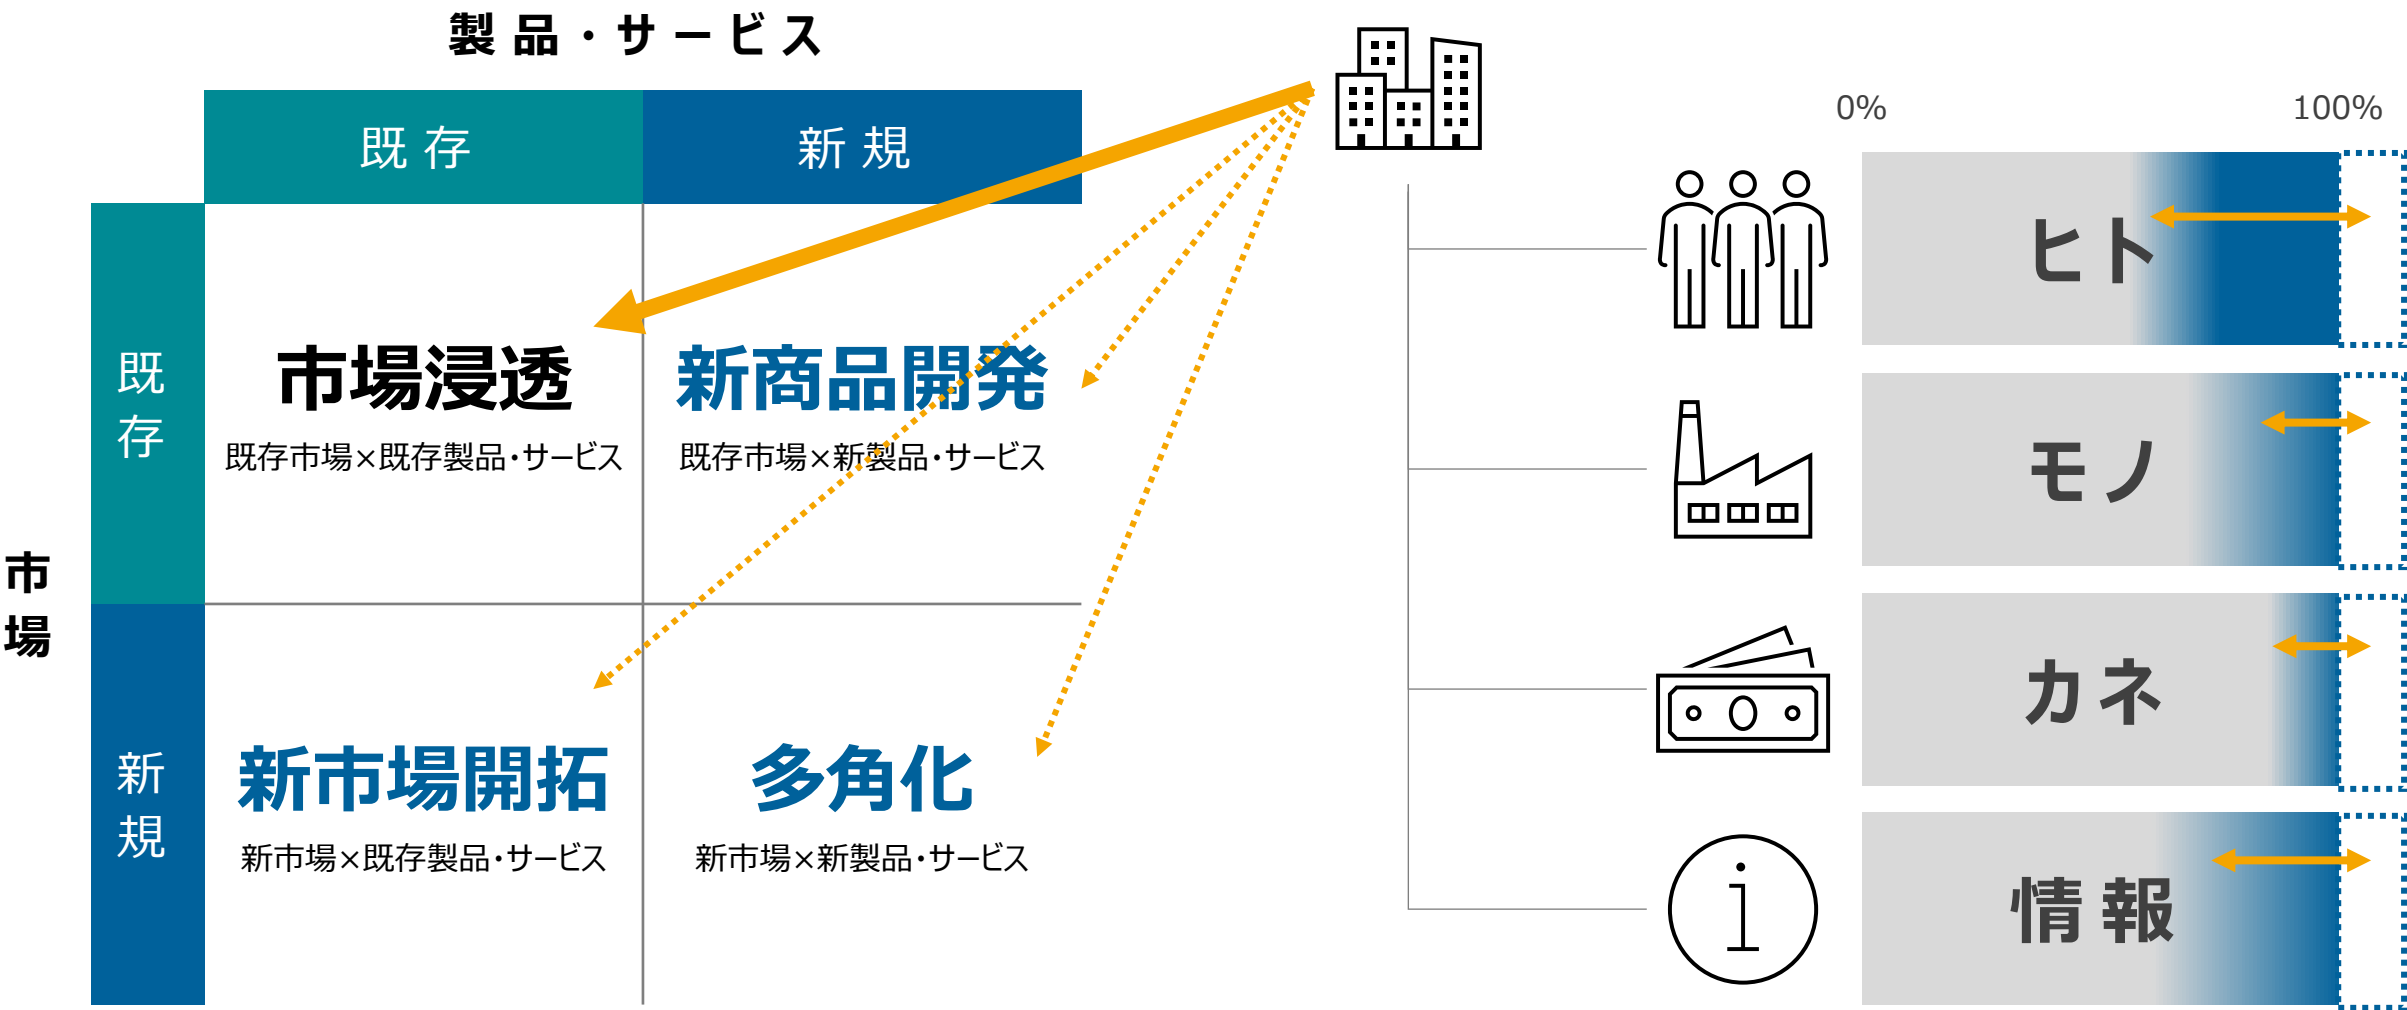 製品・サービス
既存
新規
市場
既存
新規
市場浸透
既存市場×既存製品・サービス
新商品開発
既存市場×新製品・サービス
新市場開拓
新市場×既存製品・サービス
多角化
新市場×新製品・サービス
0%
100%
ヒト
モノ
カネ
情報